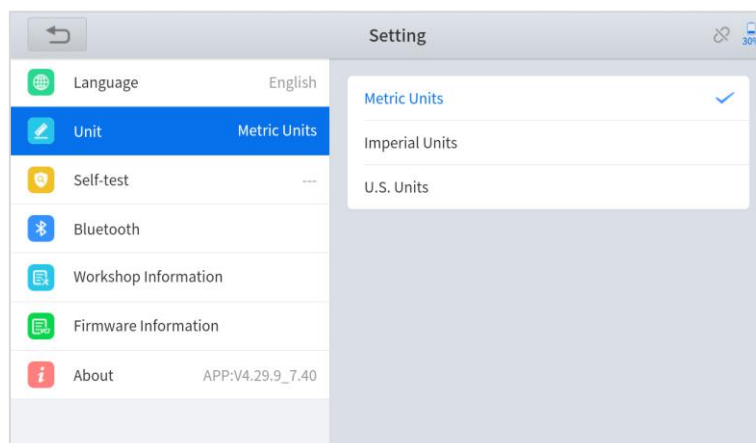 Setting
30%
Language English
Unit Metric Units
Self-test ---
Bluetooth
Workshop Information
Firmware Information
About APP:V4.29.9_7.40
Metric Units
Imperial Units
U.S. Units